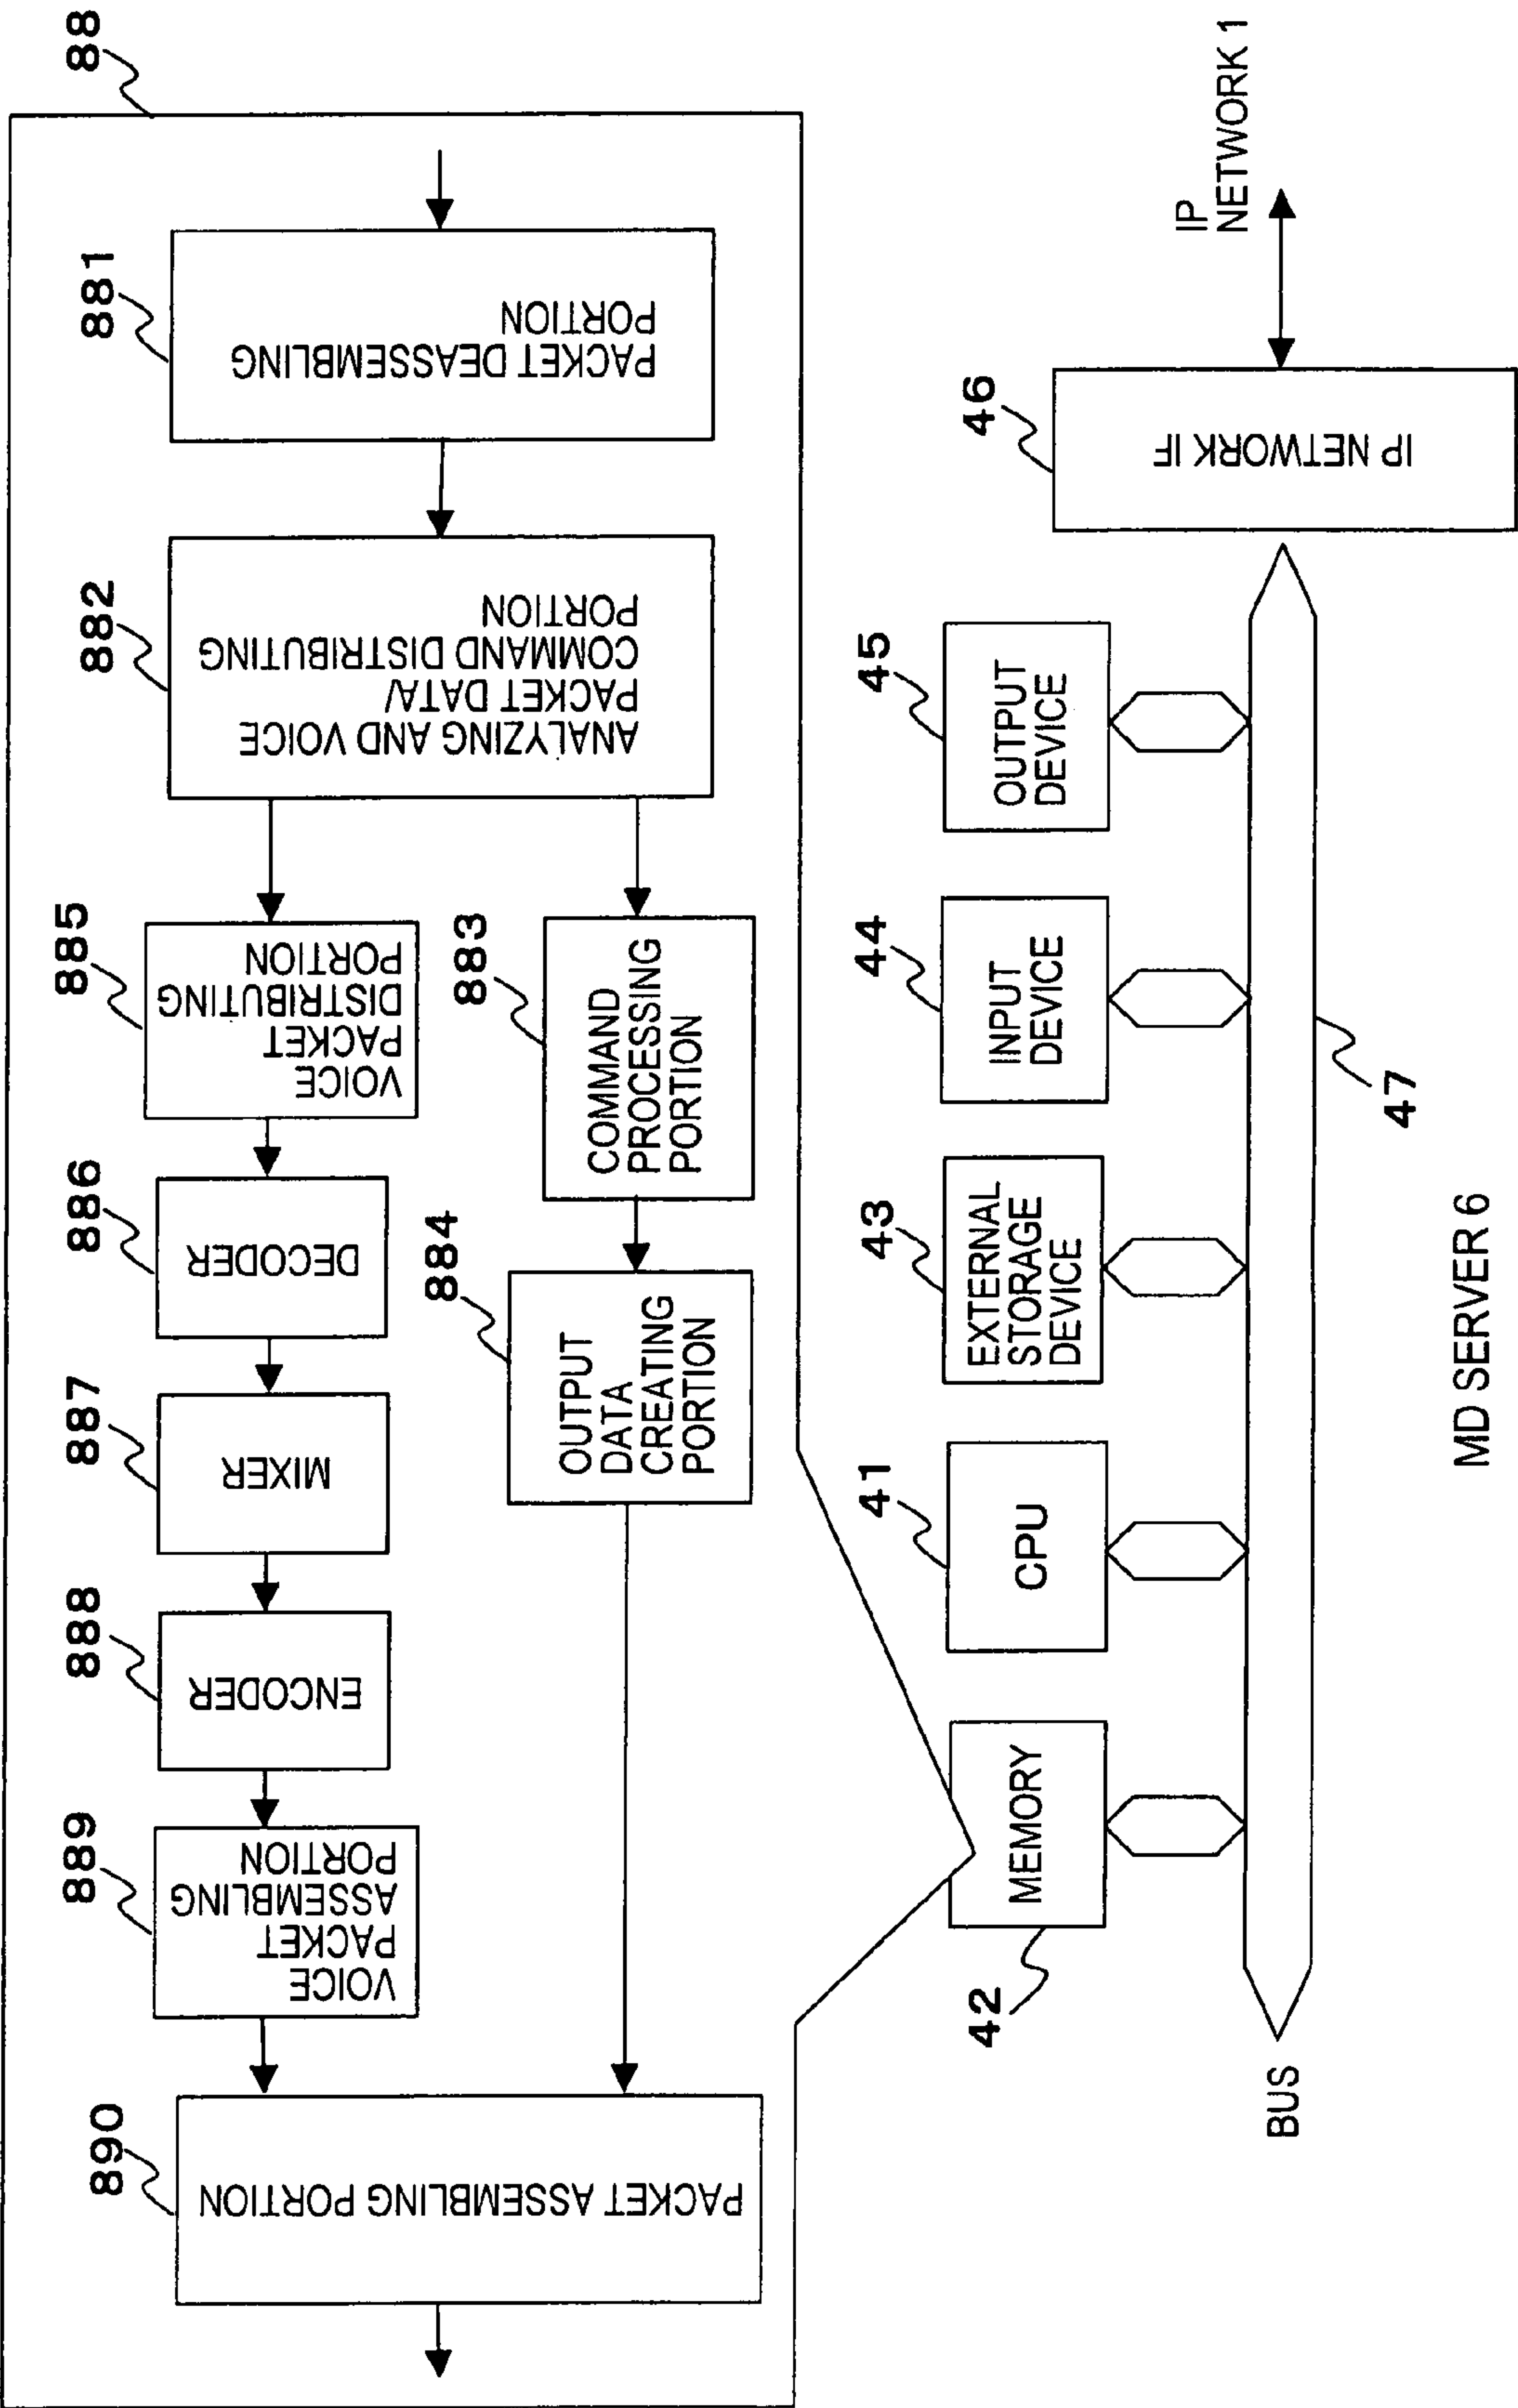 88
881
PACKET DEASSEMBLING
PORTION
882
ANALYZING AND VOICE
PACKET DATA/
COMMAND DISTRIBUTING
PORTION
885
VOICE
PACKET
DISTRIBUTING
PORTION
883
COMMAND
PROCESSING
PORTION
886
DECODER
884
OUTPUT
DATA
CREATING
PORTION
887
MIXER
888
ENCODER
889
VOICE
PACKET
ASSEMBLING
PORTION
890
PACKET ASSEMBLING PORTION
42
MEMORY
41
CPU
43
EXTERNAL
STORAGE
DEVICE
44
INPUT
DEVICE
45
OUTPUT
DEVICE
46
IP NETWORK IF
IP
NETWORK 1
BUS
47
MD SERVER 6